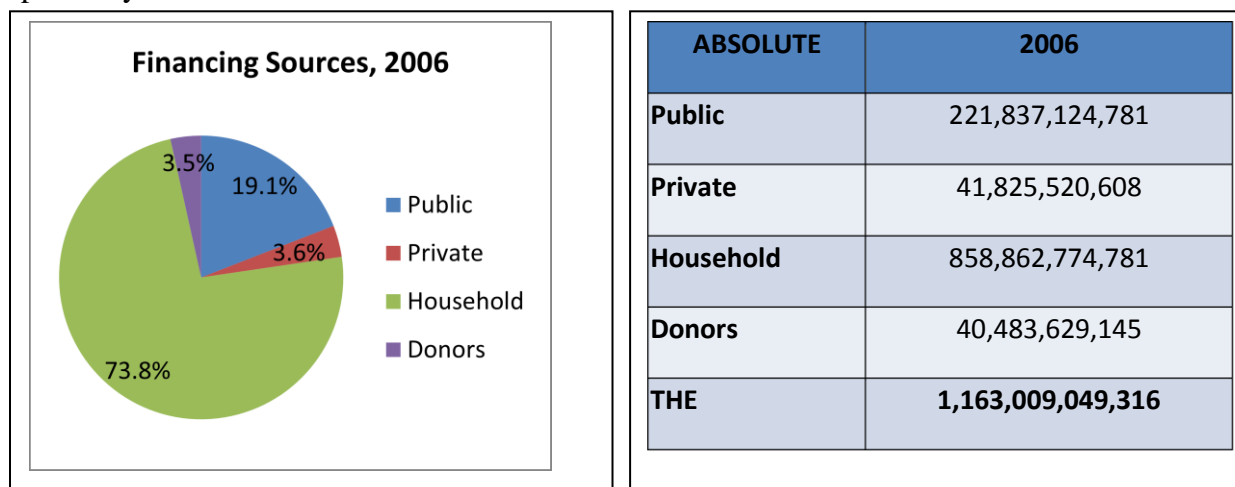 Financing Sources, 2006
3.5%
19.1%
3.6%
73.8%
Public
Private
Household
Donors
ABSOLUTE 2006
Public 221,837,124,781
Private 41,825,520,608
Household 858,862,774,781
Donors 40,483,629,145
THE 1,163,009,049,316